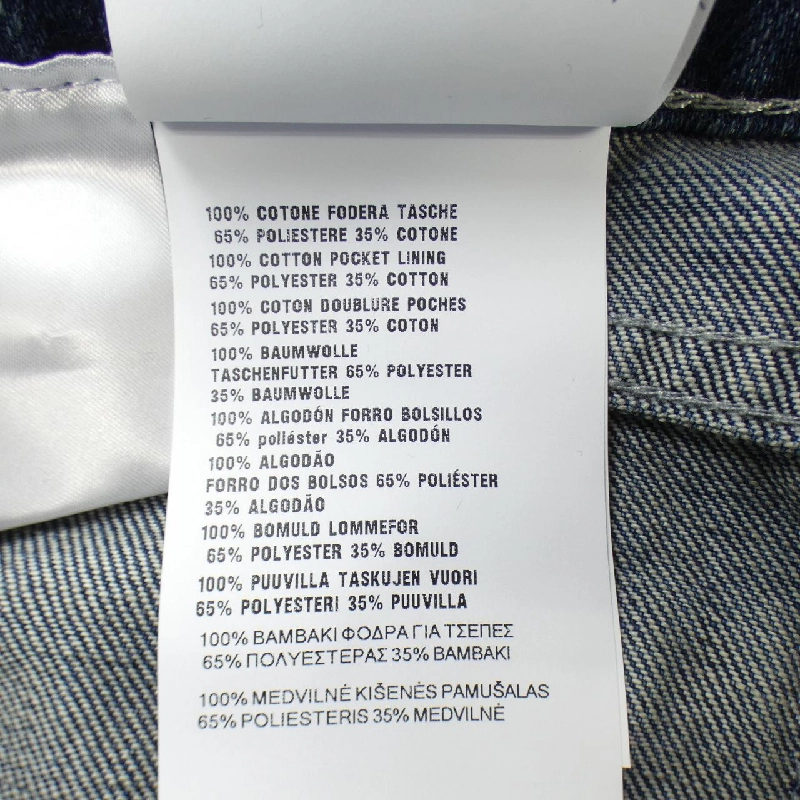 100% COTONE FODERA TASCHE
65% POLIESTERE 35% COTONE
100% COTTON POCKET LINING
65% POLYESTER 35% COTTON
100% COTON DOUBLURE POCHES
65% POLYESTER 35% COTON
100% BAUMWOLLE
TASCHENFUTTER 65% POLYESTER
35% BAUMWOLLE
100% ALGODÓN FORRO BOLSILLOS
65% poliéster 35% ALGODÓN
100% ALGODÃO
FORRO DOS BOLSOS 65% POLIÉSTER
35% ALGODÃO
100% BOMULD LOMMEFOR
65% POLYESTER 35% BOMULD
100% PUUVILLA TASKUJEN VUORI
65% POLYESTERI 35% PUUVILLA
100% ΒΑΜΒΑΚΙ ΦΟΔΡΑ ΓΙΑ ΤΣΕΠΕΣ
65% ΠΟΛΥΕΣΤΕΡΑΣ 35% ΒΑΜΒΑΚΙ
100% MEDVILNĖ KIŠENĖS PAMUŠALAS
65% POLIESTERIS 35% MEDVILNĖ